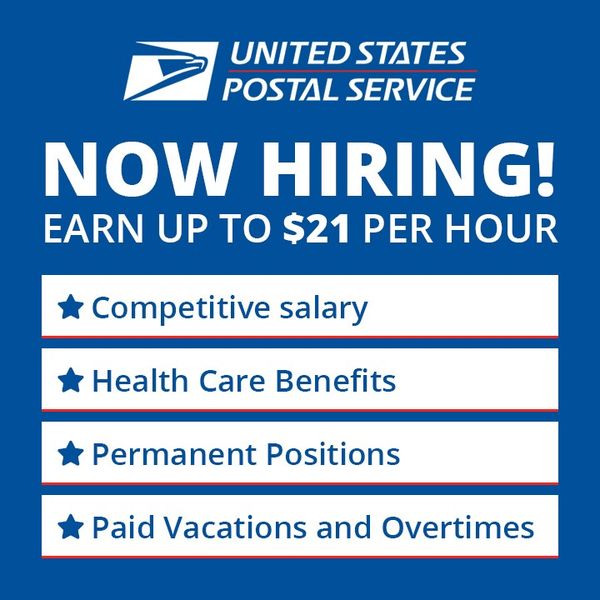 UNITED STATES
POSTAL SERVICE
NOW HIRING!
EARN UP TO $21 PER HOUR
Competitive salary
Health Care Benefits
Permanent Positions
Paid Vacations and Overtimes